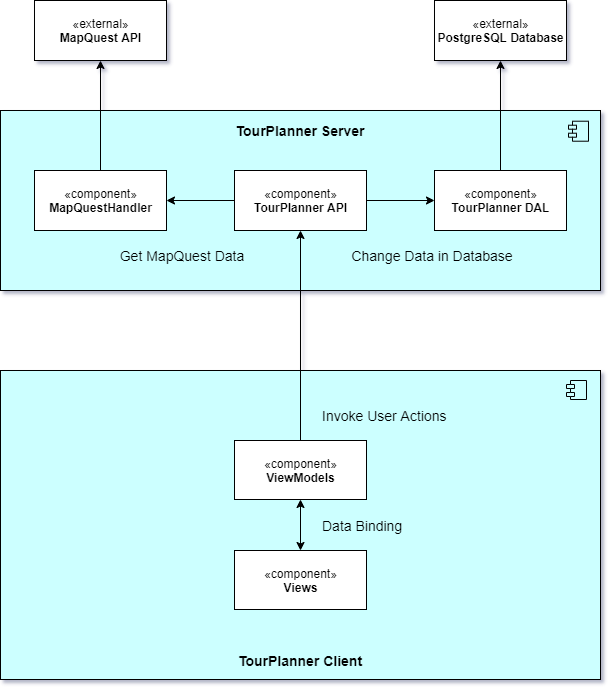 «external»
MapQuest API
«external»
PostgreSQL Database
TourPlanner Server
«component»
MapQuestHandler
«component»
TourPlanner API
«component»
TourPlanner DAL
Get MapQuest Data
Change Data in Database
Invoke User Actions
«component»
ViewModels
Data Binding
«component»
Views
TourPlanner Client